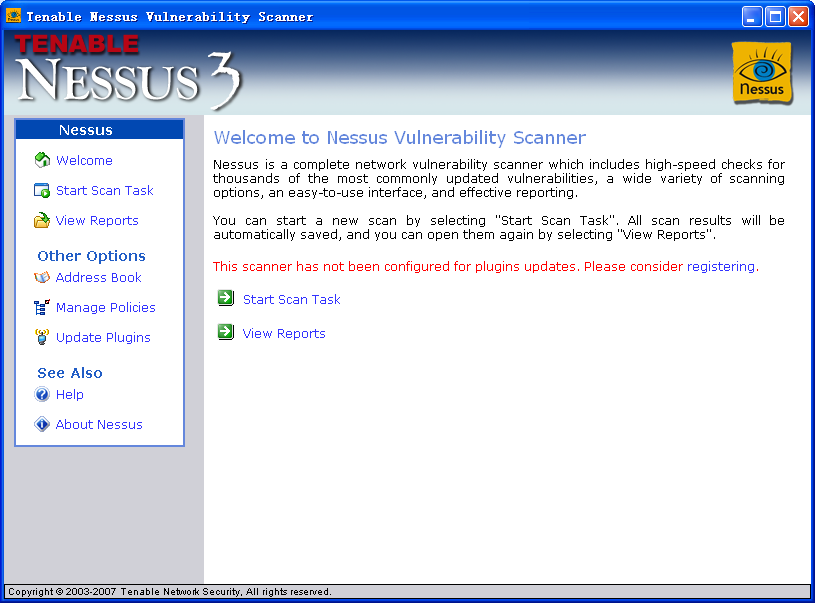 Tenable Nessus Vulnerability Scanner
TENABLE
NESSUS 3
Nessus
Nessus
Welcome
Start Scan Task
View Reports
Other Options
Address Book
Manage Policies
Update Plugins
See Also
Help
About Nessus
Welcome to Nessus Vulnerability Scanner
Nessus is a complete network vulnerability scanner which includes high-speed checks for
thousands of the most commonly updated vulnerabilities, a wide variety of scanning
options, an easy-to-use interface, and effective reporting.
You can start a new scan by selecting "Start Scan Task". All scan results will be
automatically saved, and you can open them again by selecting "View Reports".
This scanner has not been configured for plugins updates. Please consider registering.
Start Scan Task
View Reports
Copyright © 2003-2007 Tenable Network Security, All rights reserved.